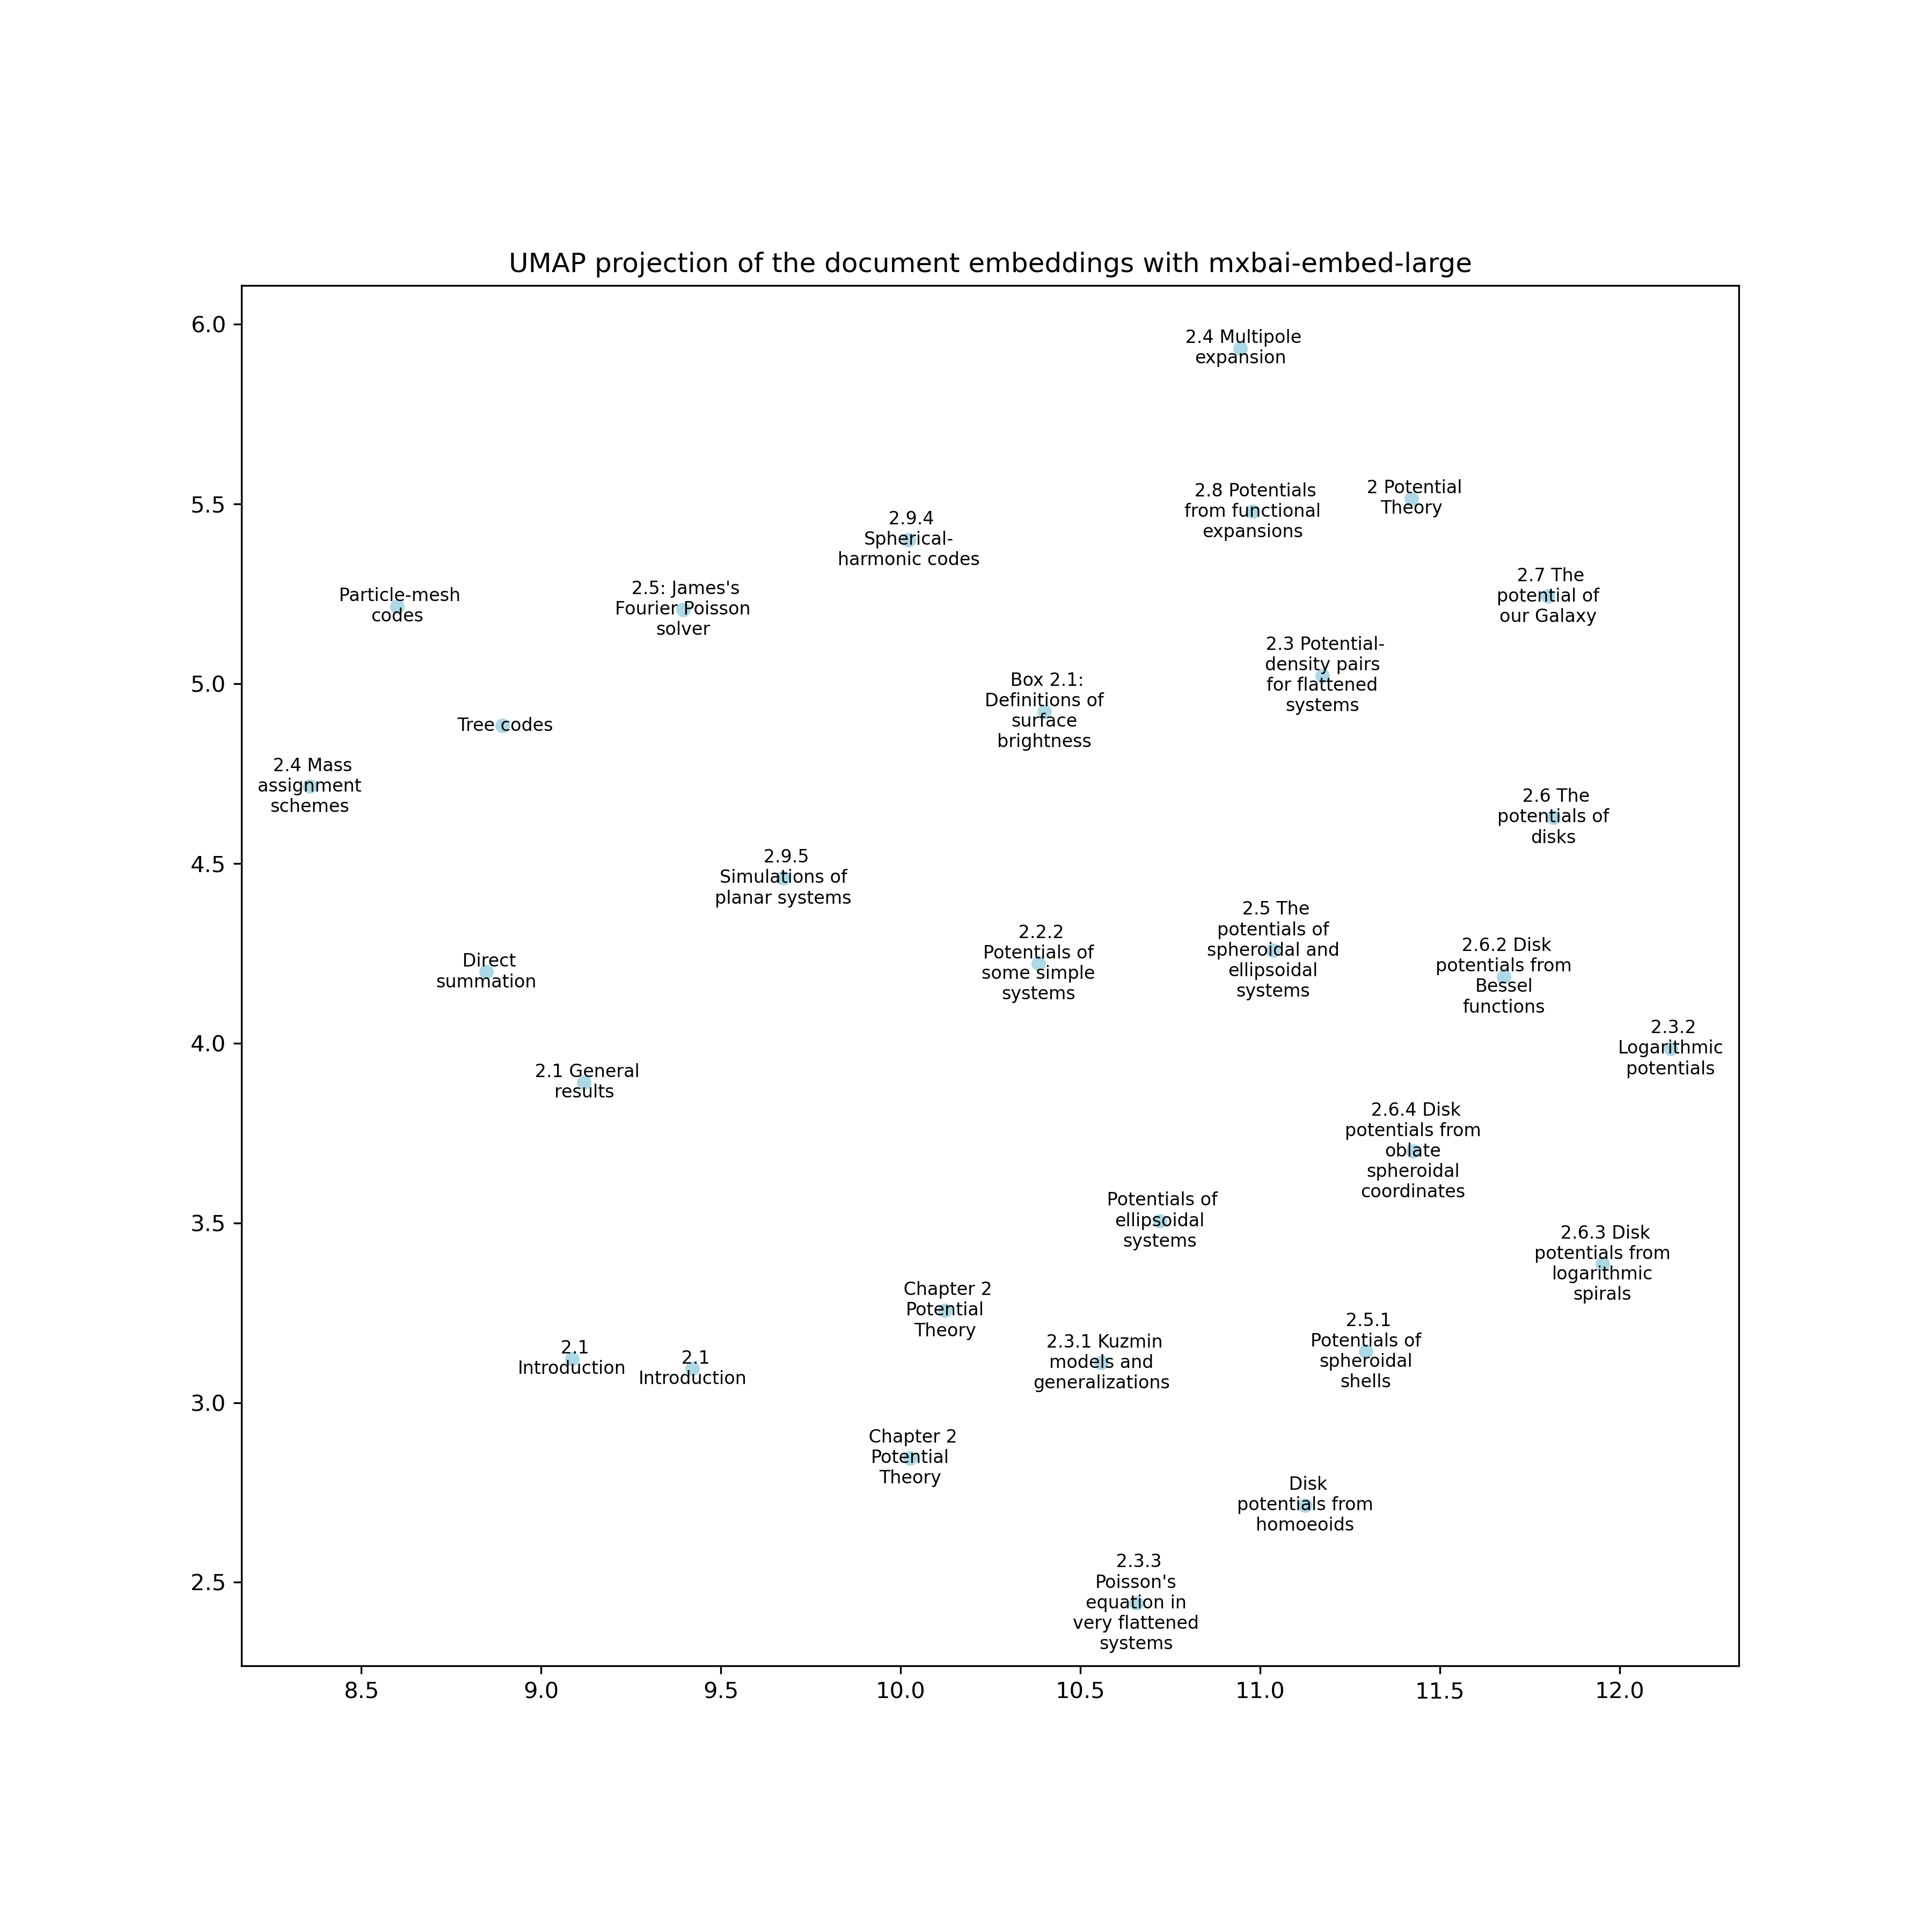 UMAP projection of the document embeddings with mxbai-embed-large
6.0
5.5
5.0
4.5
4.0
3.5
3.0
2.5
2.4 Multipole
expansion
2.8 Potentials
from functional
expansions
2 Potential
Theory
2.9.4
Spherical-
harmonic codes
2.7 The
potential of
our Galaxy
2.5: James's
Fourier Poisson
solver
Particle-mesh
codes
2.3 Potential-
density pairs
for flattened
systems
Box 2.1:
Definitions of
surface
brightness
Tree codes
2.4 Mass
assignment
schemes
2.6 The
potentials of
disks
2.9.5
Simulations of
planar systems
2.5 The
potentials of
spheroidal and
ellipsoidal
systems
2.2.2
Potentials of
some simple
systems
2.6.2 Disk
potentials from
Bessel
functions
Direct
summation
2.3.2
Logarithmic
potentials
2.1 General
results
2.6.4 Disk
potentials from
oblate
spheroidal
coordinates
Potentials of
ellipsoidal
systems
2.6.3 Disk
potentials from
logarithmic
spirals
Chapter 2
Potential
Theory
2.5.1
Potentials of
spheroidal
shells
2.3.1 Kuzmin
models and
generalizations
2.1
Introduction
2.1
Introduction
Chapter 2
Potential
Theory
Disk
potentials from
homoeoids
2.3.3
Poisson's
equation in
very flattened
systems
8.5
9.0
9.5
10.0
10.5
11.0
11.5
12.0